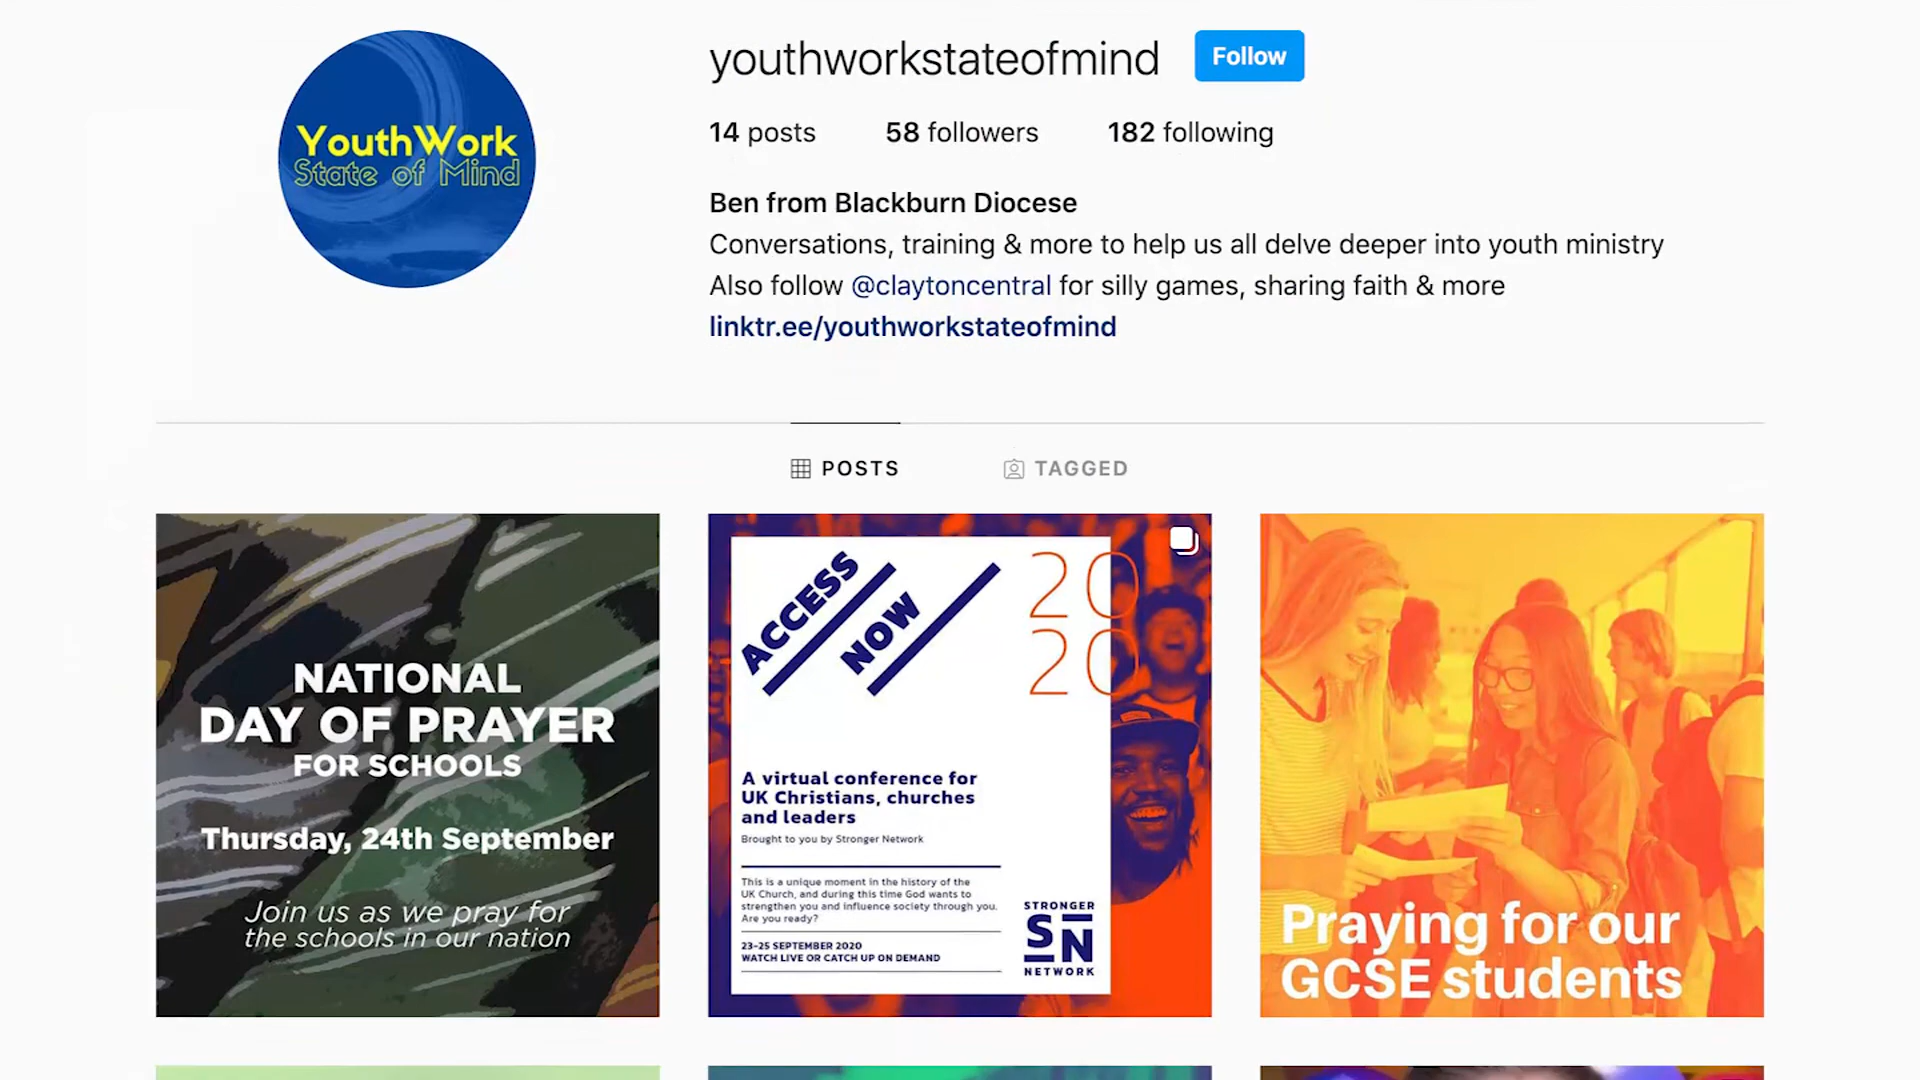 YouthWork
State of Mind
youthworkstateofmind
Follow
14 posts
58 followers
182 following
Ben from Blackburn Diocese
Conversations, training & more to help us all delve deeper into youth ministry
Also follow @claytoncentral for silly games, sharing faith & more
linktr.ee/youthworkstateofmind
POSTS
TAGGED
NATIONAL
DAY OF PRAYER
FOR SCHOOLS
Thursday, 24th September
Join us as we pray for
the schools in our nation
ACCESS
NOW
20
20
A virtual conference for
UK Christians, churches
and leaders
Brought to you by Stronger Network
This is a unique moment in the history of the
UK Church, and during this time God wants to
strengthen you and influence society through you.
Are you ready?
23-25 SEPTEMBER 2020
WATCH LIVE OR CATCH UP ON DEMAND
STRONGER
SN
NETWORK
Praying for our
GCSE students